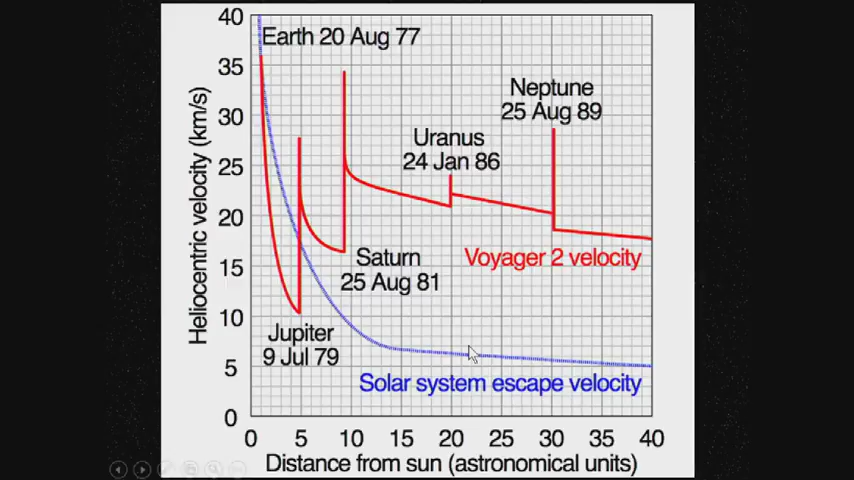 40
35
30
25
20
15
10
5
0
Heliocentric velocity (km/s)
Earth 20 Aug 77
Neptune
25 Aug 89
Uranus
24 Jan 86
Saturn
25 Aug 81
Voyager 2 velocity
Jupiter
9 Jul 79
Solar system escape velocity
0 5 10 15 20 25 30 35 40
Distance from sun (astronomical units)